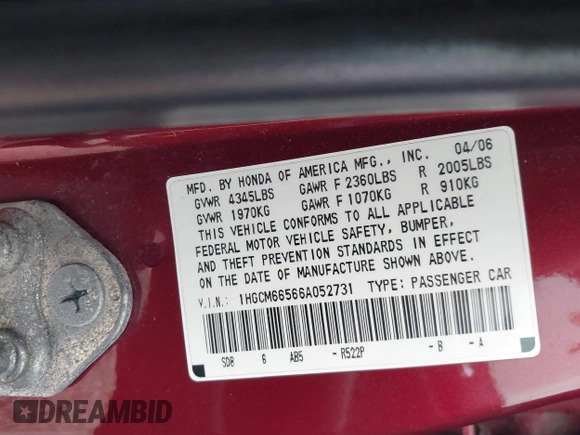 MFD. BY HONDA OF AMERICA MFG., INC. 04/06
GVWR 4345LBS GAWR F 2360LBS R 2005LBS
GVWR 1970KG GAWR F 1070KG R 910KG
THIS VEHICLE CONFORMS TO ALL APPLICABLE
FEDERAL MOTOR VEHICLE SAFETY, BUMPER,
AND THEFT PREVENTION STANDARDS IN EFFECT
ON THE DATE OF MANUFACTURE SHOWN ABOVE.
V.I.N.: 1HGCM66566A052731 TYPE: PASSENGER CAR
SDB 6 AB5 - R522P - B - A
DREAMBID